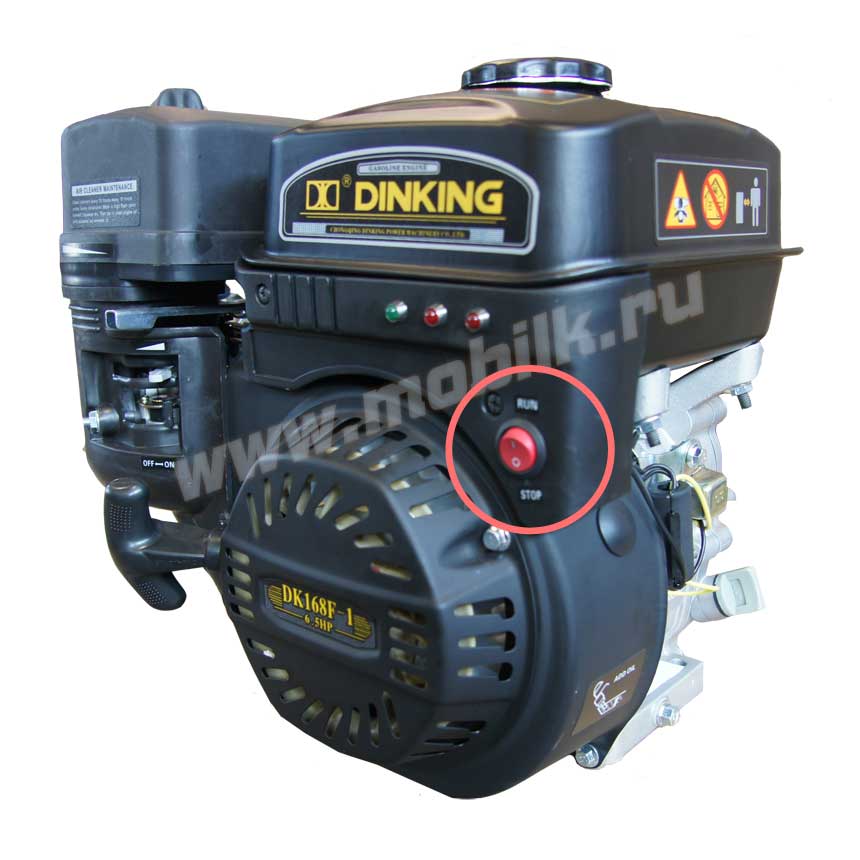 GASOLINE ENGINE
® DINKING
CHONGQING DINKING POWER MACHINERY CO., LTD.
AIR CLEANER MAINTENANCE
www.mobilk.ru
RUN
STOP
OFF ON
DK168F-1
6.5HP
ADD OIL